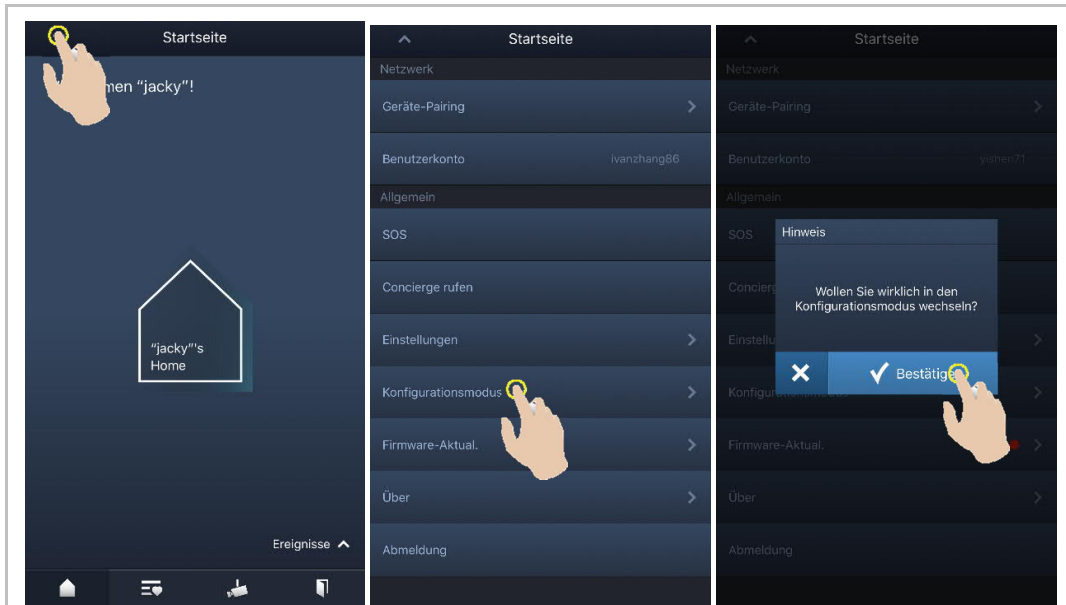 Startseite
men “jacky”!
“jacky”'s
Home
Ereignisse
Startseite
Netzwerk
Geräte-Pairing
Benutzerkonto ivanzhang86
Allgemein
SOS
Concierge rufen
Einstellungen
Konfigurationsmodus
Firmware-Aktual.
Über
Abmeldung
Startseite
Netzwerk
Geräte-Pairing
Benutzerkonto yishen71
Allgemein
SOS
Hinweis
Wollen Sie wirklich in den
Konfigurationsmodus wechseln?
Bestätige
Firmware-Aktual.
Über
Abmeldung